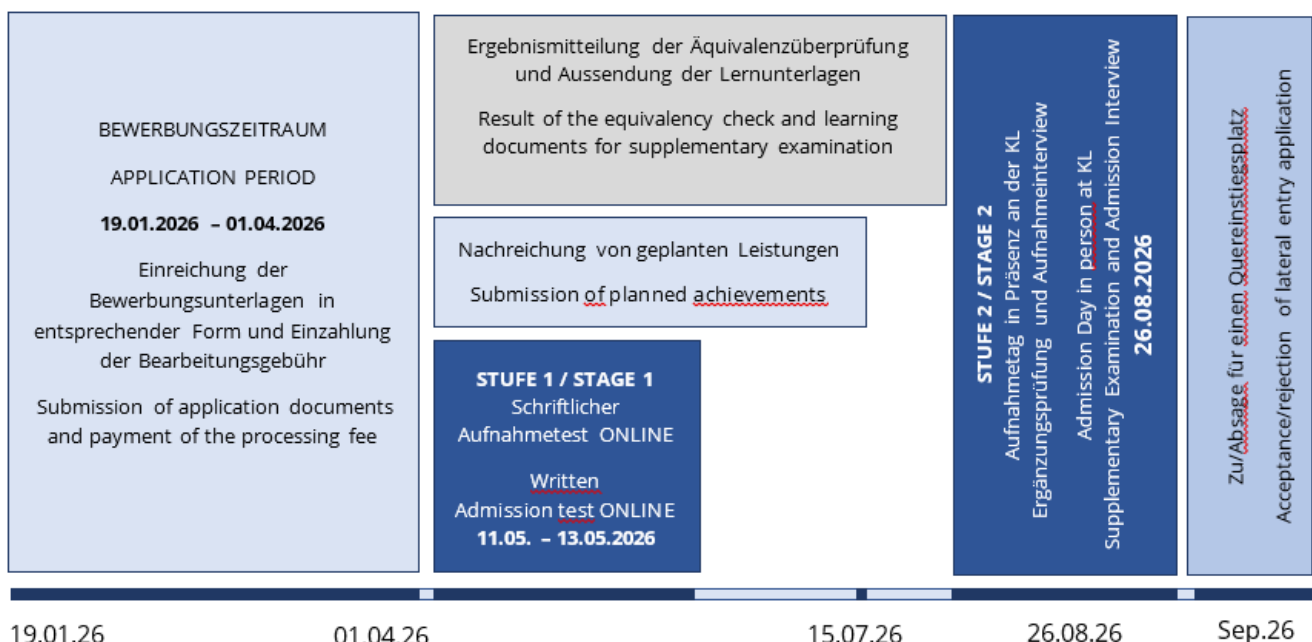 BEWERBUNGSZEITRAUM
APPLICATION PERIOD
19.01.2026 – 01.04.2026
Einreichung der
Bewerbungsunterlagen in
entsprechender Form und Einzahlung
der Bearbeitungsgebühr
Submission of application documents
and payment of the processing fee
Ergebnismitteilung der Äquivalenzüberprüfung
und Aussendung der Lernunterlagen
Result of the equivalency check and learning
documents for supplementary examination
Nachreichung von geplanten Leistungen
Submission of planned achievements
STUFE 1 / STAGE 1
Schriftlicher
Aufnahmetest ONLINE
Written
Admission test ONLINE
11.05. – 13.05.2026
STUFE 2 / STAGE 2
Aufnahmetag in Präsenz an der KL
Ergänzungsprüfung und Aufnahmeinterview
Admission Day in person at KL
Supplementary Examination and Admission Interview
26.08.2026
Zu/Absage für einen Quereinstiegsplatz
Acceptance/rejection of lateral entry application
19.01.26
01.04.26
15.07.26
26.08.26
Sep.26